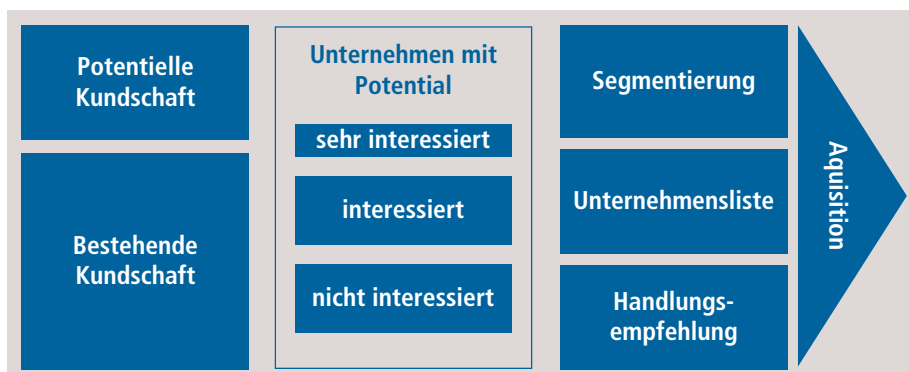 Potentielle
Kundschaft
Bestehende
Kundschaft
Unternehmen mit
Potential
sehr interessiert
interessiert
nicht interessiert
Segmentierung
Unternehmensliste
Handlungs-
empfehlung
Aquisition